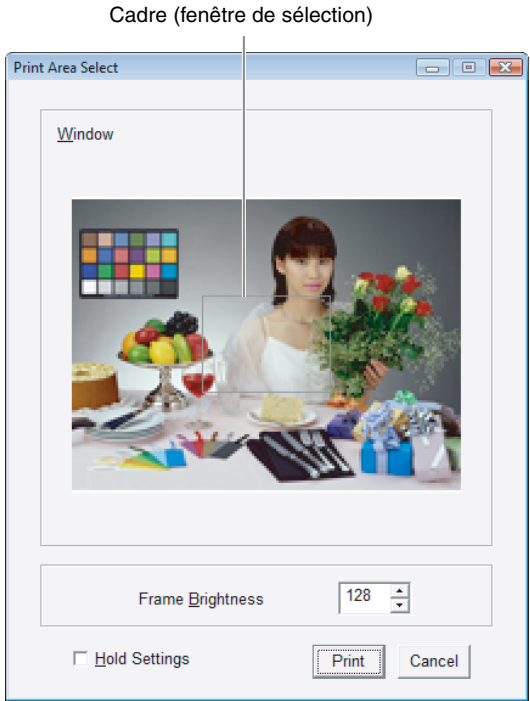 Cadre (fenêtre de sélection)
Print Area Select
Window
Frame Brightness
128
Hold Settings
Print
Cancel